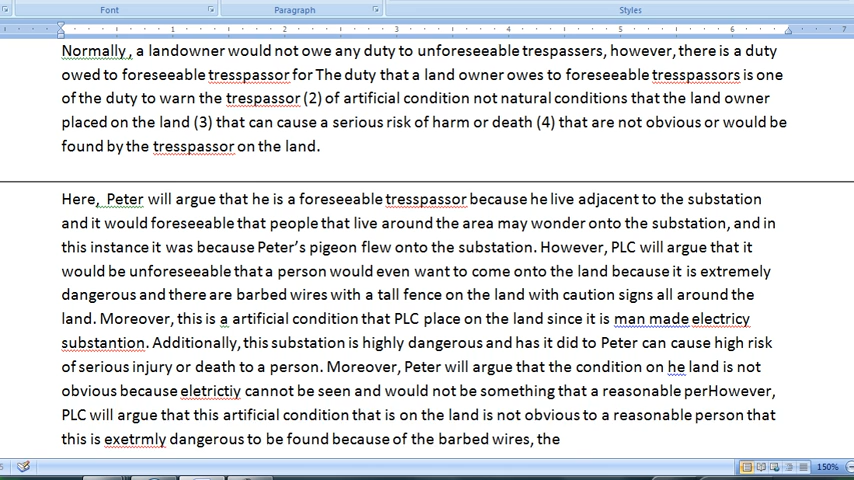 Font Paragraph Styles
1 2 3 4 5 6 7
Normally , a landowner would not owe any duty to unforeseeable trespassers, however, there is a duty
owed to foreseeable tresspassor for The duty that a land owner owes to foreseeable tresspassors is one
of the duty to warn the trespassor (2) of artificial condition not natural conditions that the land owner
placed on the land (3) that can cause a serious risk of harm or death (4) that are not obvious or would be
found by the tresspassor on the land.
Here,  Peter will argue that he is a foreseeable tresspassor because he live adjacent to the substation
and it would foreseeable that people that live around the area may wonder onto the substation, and in
this instance it was because Peter’s pigeon flew onto the substation. However, PLC will argue that it
would be unforeseeable that a person would even want to come onto the land because it is extremely
dangerous and there are barbed wires with a tall fence on the land with caution signs all around the
land. Moreover, this is a artificial condition that PLC place on the land since it is man made electricy
substantion. Additionally, this substation is highly dangerous and has it did to Peter can cause high risk
of serious injury or death to a person. Moreover, Peter will argue that the condition on he land is not
obvious because eletrictiy cannot be seen and would not be something that a reasonable perHowever,
PLC will argue that this artificial condition that is on the land is not obvious to a reasonable person that
this is exetrmly dangerous to be found because of the barbed wires, the
150%